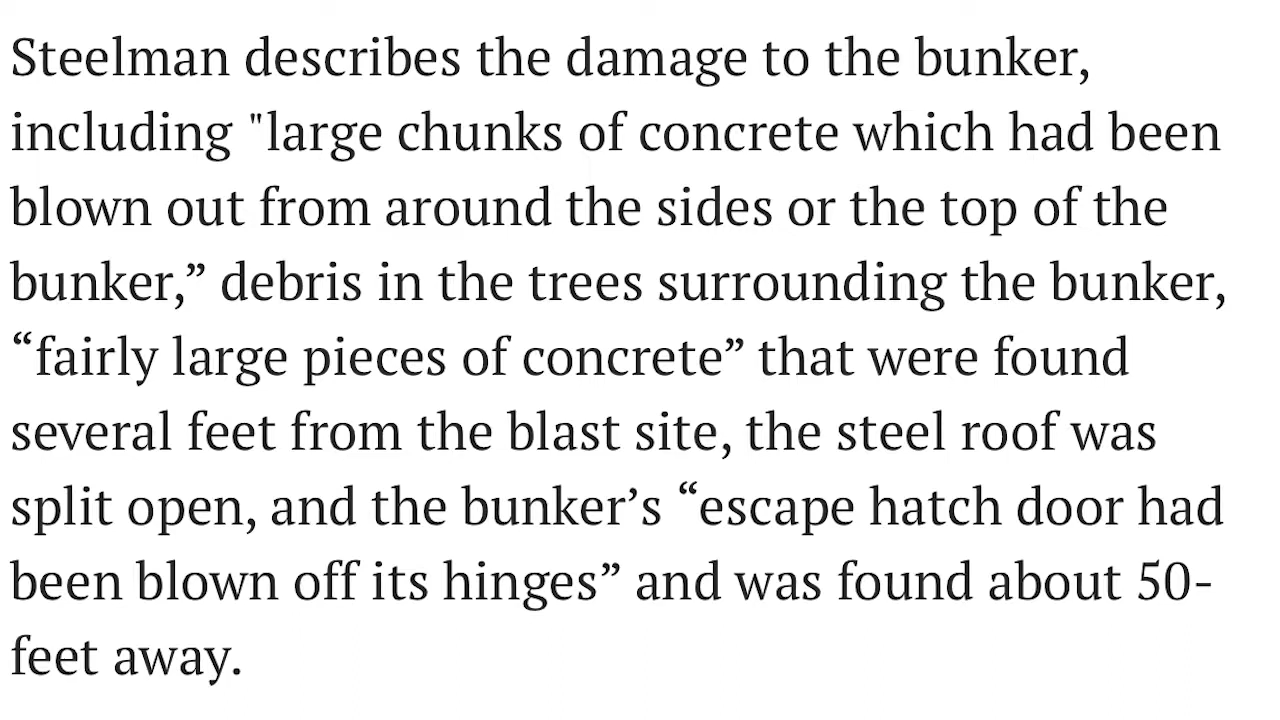 Steelman describes the damage to the bunker,
including "large chunks of concrete which had been
blown out from around the sides or the top of the
bunker,” debris in the trees surrounding the bunker,
“fairly large pieces of concrete” that were found
several feet from the blast site, the steel roof was
split open, and the bunker’s “escape hatch door had
been blown off its hinges” and was found about 50-
feet away.